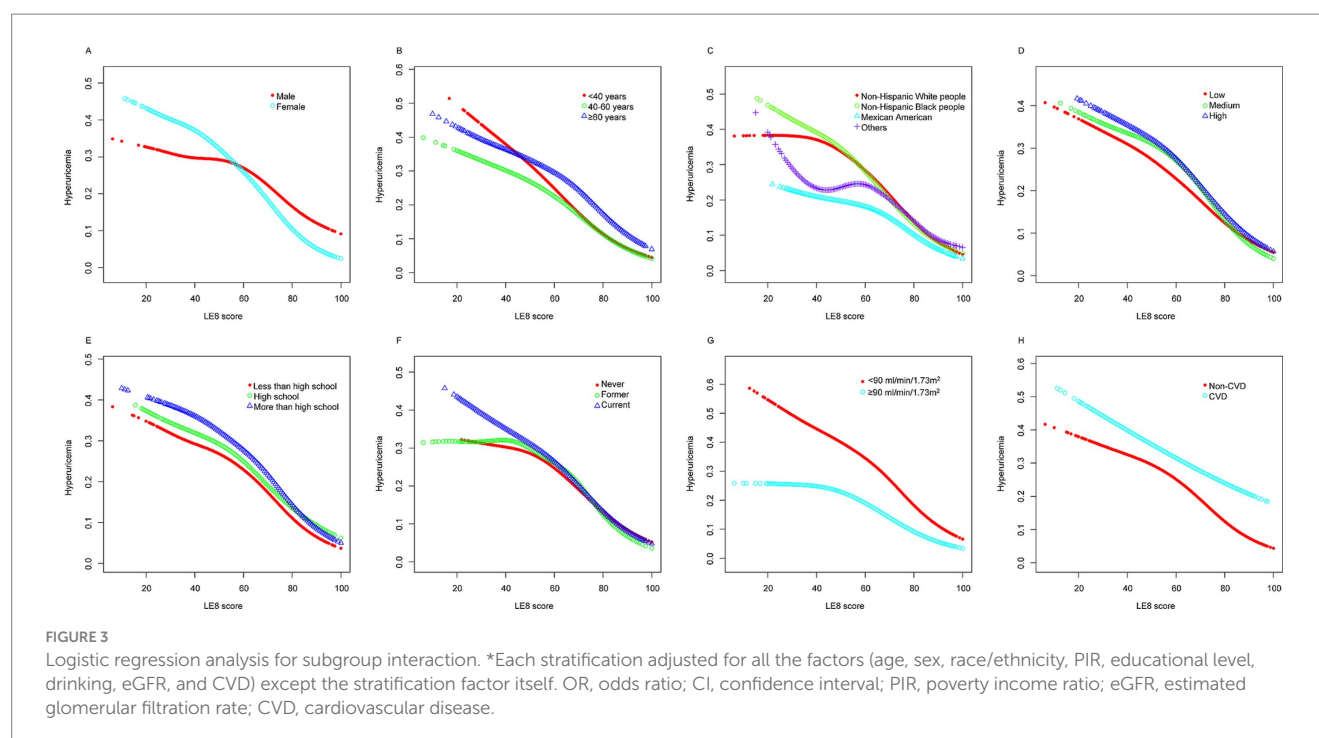 A
Hyperuricemia
0.5
0.4
0.3
0.2
0.1
0.0
Male
Female
20 40 60 80 100
LE8 score
B
Hyperuricemia
0.6
0.5
0.4
0.3
0.2
0.1
0.0
<40 years
40-60 years
≥60 years
20 40 60 80 100
LE8 score
C
Hyperuricemia
0.6
0.5
0.4
0.3
0.2
0.1
0.0
Non-Hispanic White people
Non-Hispanic Black people
Mexican American
Others
20 40 60 80 100
LE8 score
D
Hyperuricemia
0.4
0.3
0.2
0.1
0.0
Low
Medium
High
20 40 60 80 100
LE8 score
E
Hyperuricemia
0.5
0.4
0.3
0.2
0.1
0.0
Less than high school
High school
More than high school
20 40 60 80 100
LE8 score
F
Hyperuricemia
0.5
0.4
0.3
0.2
0.1
0.0
Never
Former
Current
20 40 60 80 100
LE8 score
G
Hyperuricemia
0.6
0.5
0.4
0.3
0.2
0.1
0.0
<90 ml/min/1.73m²
≥90 ml/min/1.73m²
20 40 60 80 100
LE8 score
H
Hyperuricemia
0.5
0.4
0.3
0.2
0.1
0.0
Non-CVD
CVD
20 40 60 80 100
LE8 score
FIGURE 3
Logistic regression analysis for subgroup interaction. *Each stratification adjusted for all the factors (age, sex, race/ethnicity, PIR, educational level,
drinking, eGFR, and CVD) except the stratification factor itself. OR, odds ratio; CI, confidence interval; PIR, poverty income ratio; eGFR, estimated
glomerular filtration rate; CVD, cardiovascular disease.